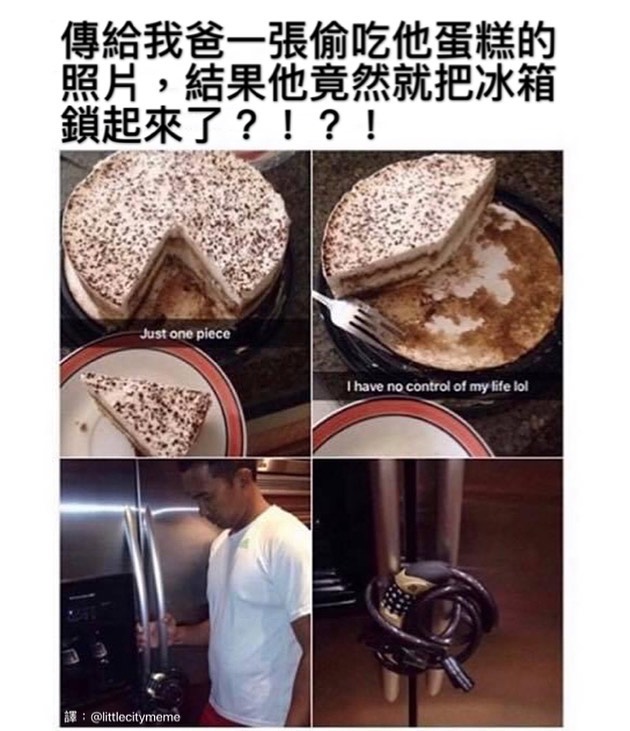 傳給我爸一張偷吃他蛋糕的
照片，結果他竟然就把冰箱
鎖起來了？！？！
Just one piece
I have no control of my life lol
譯：@littlecitymeme